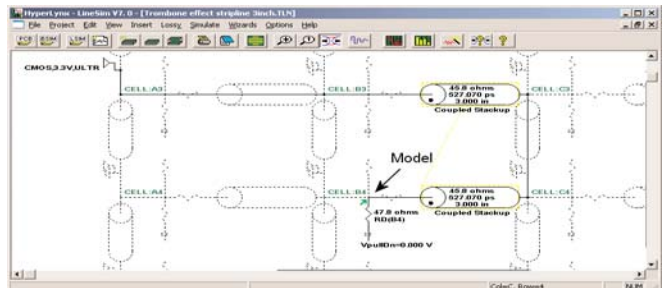 HyperLynx - LineSim V7.0 - [Trombone effect stripline 3inch.TLN]
File Project Edit View Insert Lossy Simulate Wizards Options Help
CMOS,3.3V,ULTR
CELL:A3 CELL:B3 45.8 ohms CELL:C3
527.070 ps
3.000 in
Coupled Stackup
Model
CELL:A4 CELL:B4 45.8 ohms CELL:C4
527.070 ps
3.000 in
Coupled Stackup
47.8 ohms
RD(B4)
VpullDn=0.000 V
NUM